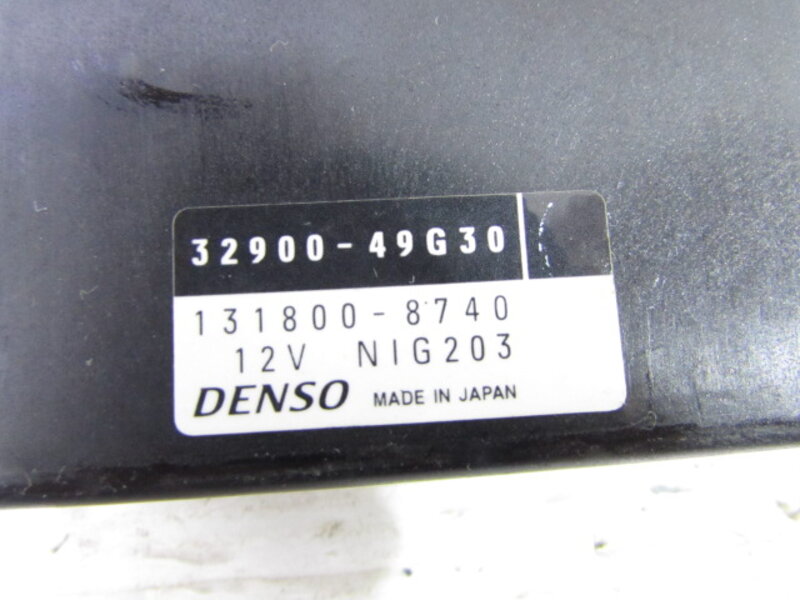 32900-49G30
131800-8740
12V NIG203
DENSO MADE IN JAPAN